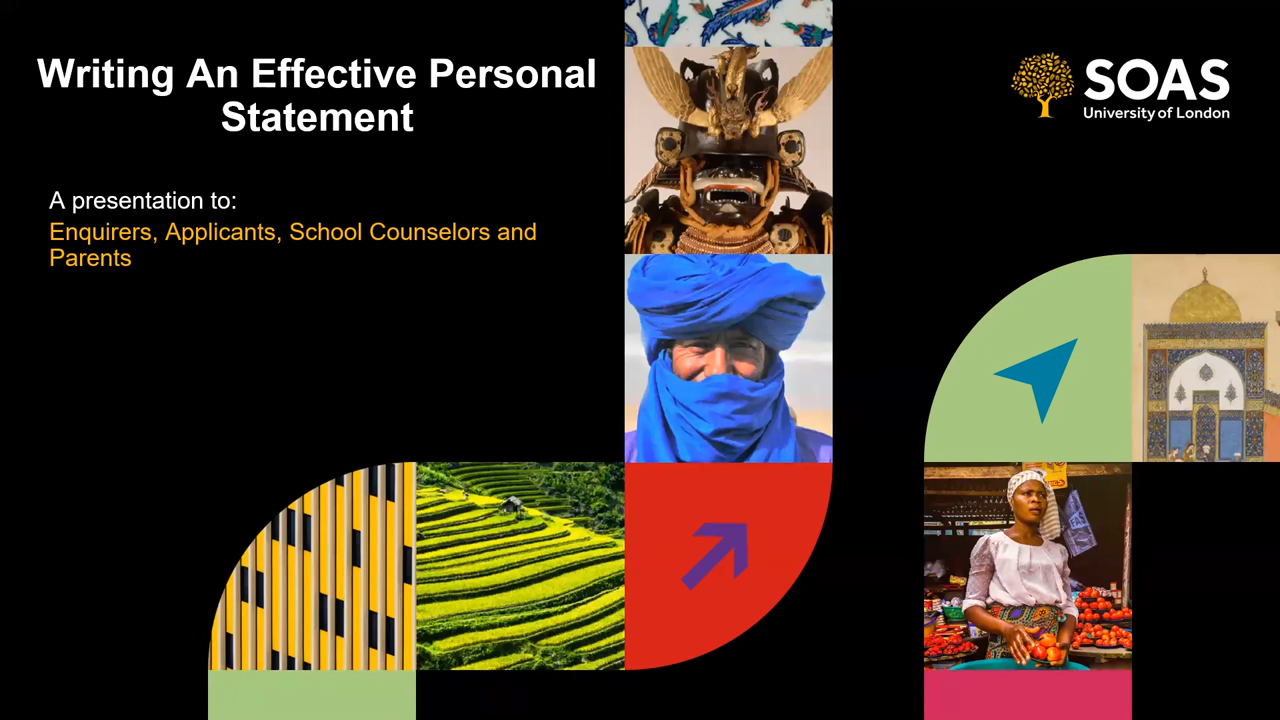 Writing An Effective Personal
Statement
SOAS
University of London
A presentation to:
Enquirers, Applicants, School Counselors and
Parents